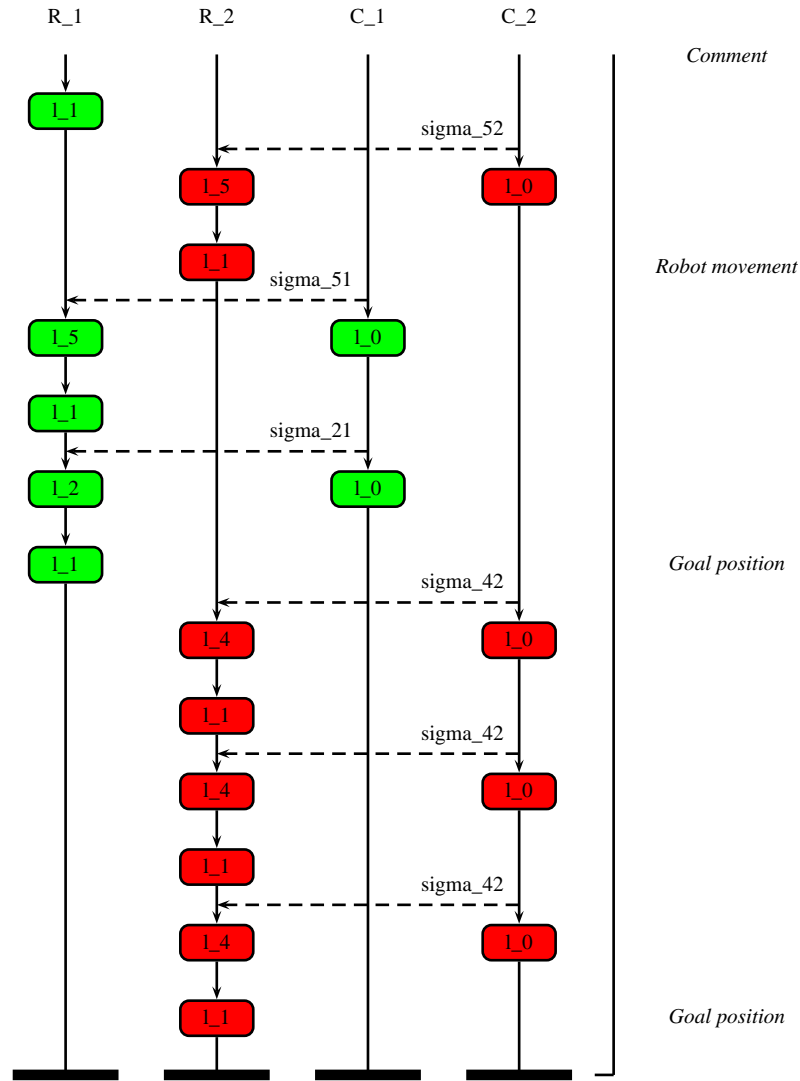 R_1 R_2 C_1 C_2
Comment
l_1
sigma_52
l_5 l_0
l_1 Robot movement
sigma_51
l_5 l_0
l_1
sigma_21
l_2 l_0
l_1 Goal position
sigma_42
l_4 l_0
l_1
sigma_42
l_4 l_0
l_1
sigma_42
l_4 l_0
l_1 Goal position